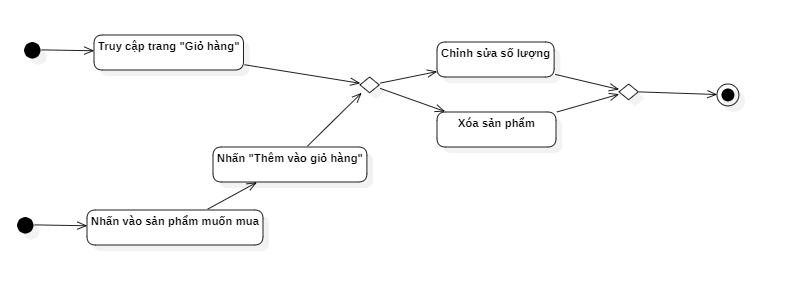 Truy cập trang "Giỏ hàng"
Chỉnh sửa số lượng
Xóa sản phẩm
Nhấn "Thêm vào giỏ hàng"
Nhấn vào sản phẩm muốn mua